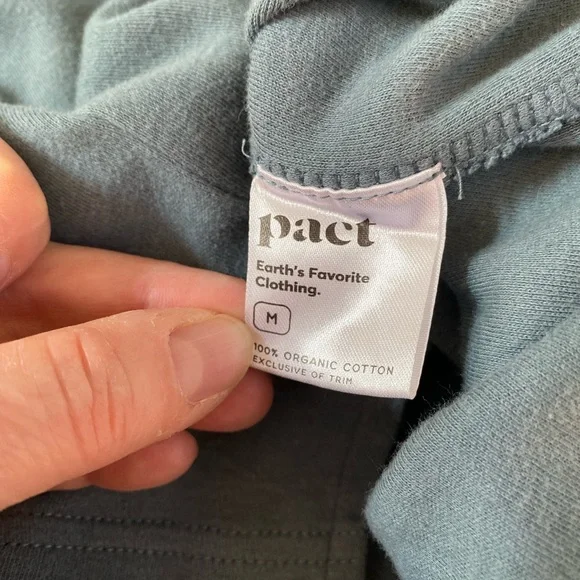 pact
Earth's Favorite
Clothing.
M
100% ORGANIC COTTON
EXCLUSIVE OF TRIM